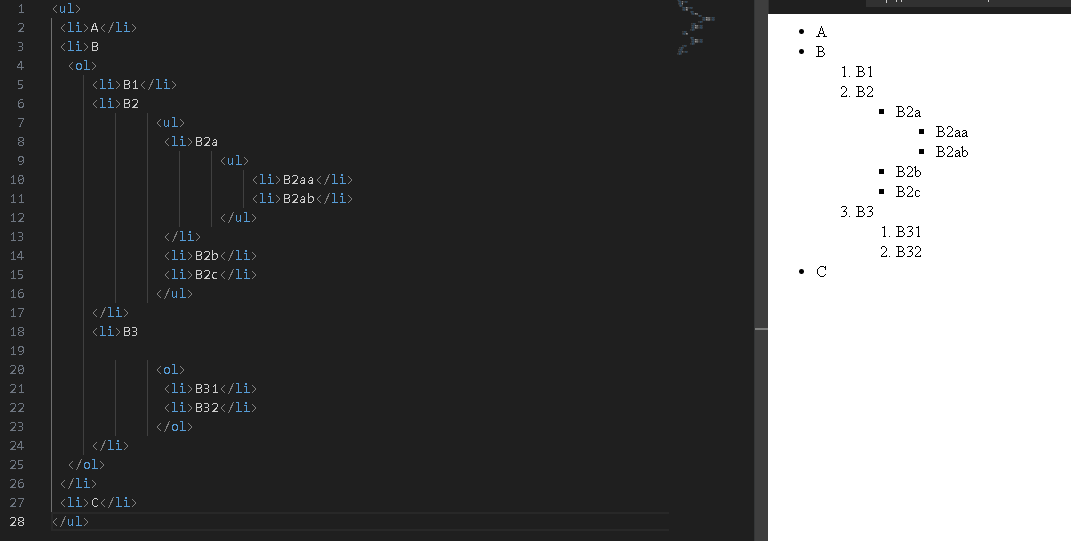 1 <ul>
2 <li>A</li>
3 <li>B
4 <ol>
5 <li>B1</li>
6 <li>B2
7 <ul>
8 <li>B2a
9 <ul>
10 <li>B2aa</li>
11 <li>B2ab</li>
12 </ul>
13 </li>
14 <li>B2b</li>
15 <li>B2c</li>
16 </ul>
17 </li>
18 <li>B3
19
20 <ol>
21 <li>B31</li>
22 <li>B32</li>
23 </ol>
24 </li>
25 </ol>
26 </li>
27 <li>C</li>
28 </ul>
• A
• B
1. B1
2. B2
▪ B2a
▪ B2aa
▪ B2ab
▪ B2b
▪ B2c
3. B3
1. B31
2. B32
• C